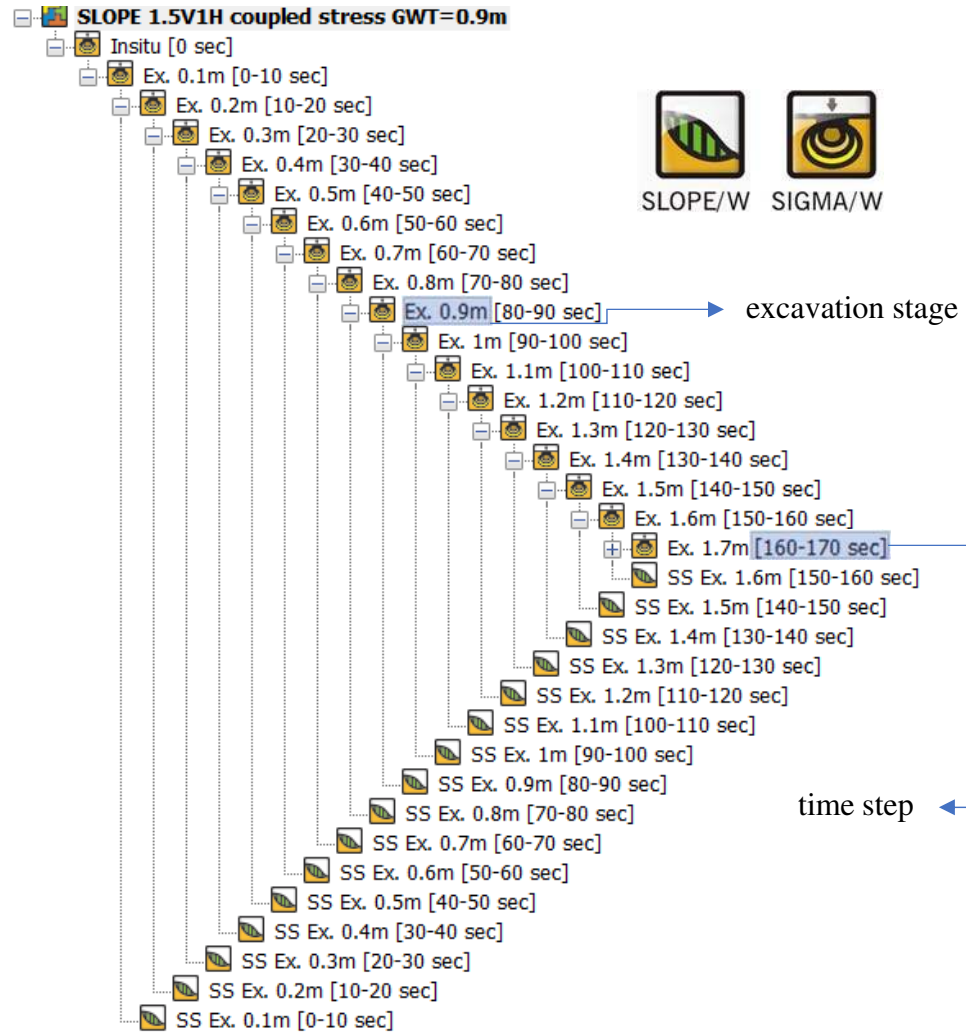 SLOPE 1.5V1H coupled stress GWT=0.9m
Insitu [0 sec]
Ex. 0.1m [0-10 sec]
Ex. 0.2m [10-20 sec]
Ex. 0.3m [20-30 sec]
Ex. 0.4m [30-40 sec]
Ex. 0.5m [40-50 sec]
SLOPE/W SIGMA/W
Ex. 0.6m [50-60 sec]
Ex. 0.7m [60-70 sec]
Ex. 0.8m [70-80 sec]
Ex. 0.9m [80-90 sec] excavation stage
Ex. 1m [90-100 sec]
Ex. 1.1m [100-110 sec]
Ex. 1.2m [110-120 sec]
Ex. 1.3m [120-130 sec]
Ex. 1.4m [130-140 sec]
Ex. 1.5m [140-150 sec]
Ex. 1.6m [150-160 sec]
Ex. 1.7m [160-170 sec]
SS Ex. 1.6m [150-160 sec]
SS Ex. 1.5m [140-150 sec]
SS Ex. 1.4m [130-140 sec]
SS Ex. 1.3m [120-130 sec]
SS Ex. 1.2m [110-120 sec]
SS Ex. 1.1m [100-110 sec]
SS Ex. 1m [90-100 sec]
SS Ex. 0.9m [80-90 sec]
time step
SS Ex. 0.8m [70-80 sec]
SS Ex. 0.7m [60-70 sec]
SS Ex. 0.6m [50-60 sec]
SS Ex. 0.5m [40-50 sec]
SS Ex. 0.4m [30-40 sec]
SS Ex. 0.3m [20-30 sec]
SS Ex. 0.2m [10-20 sec]
SS Ex. 0.1m [0-10 sec]